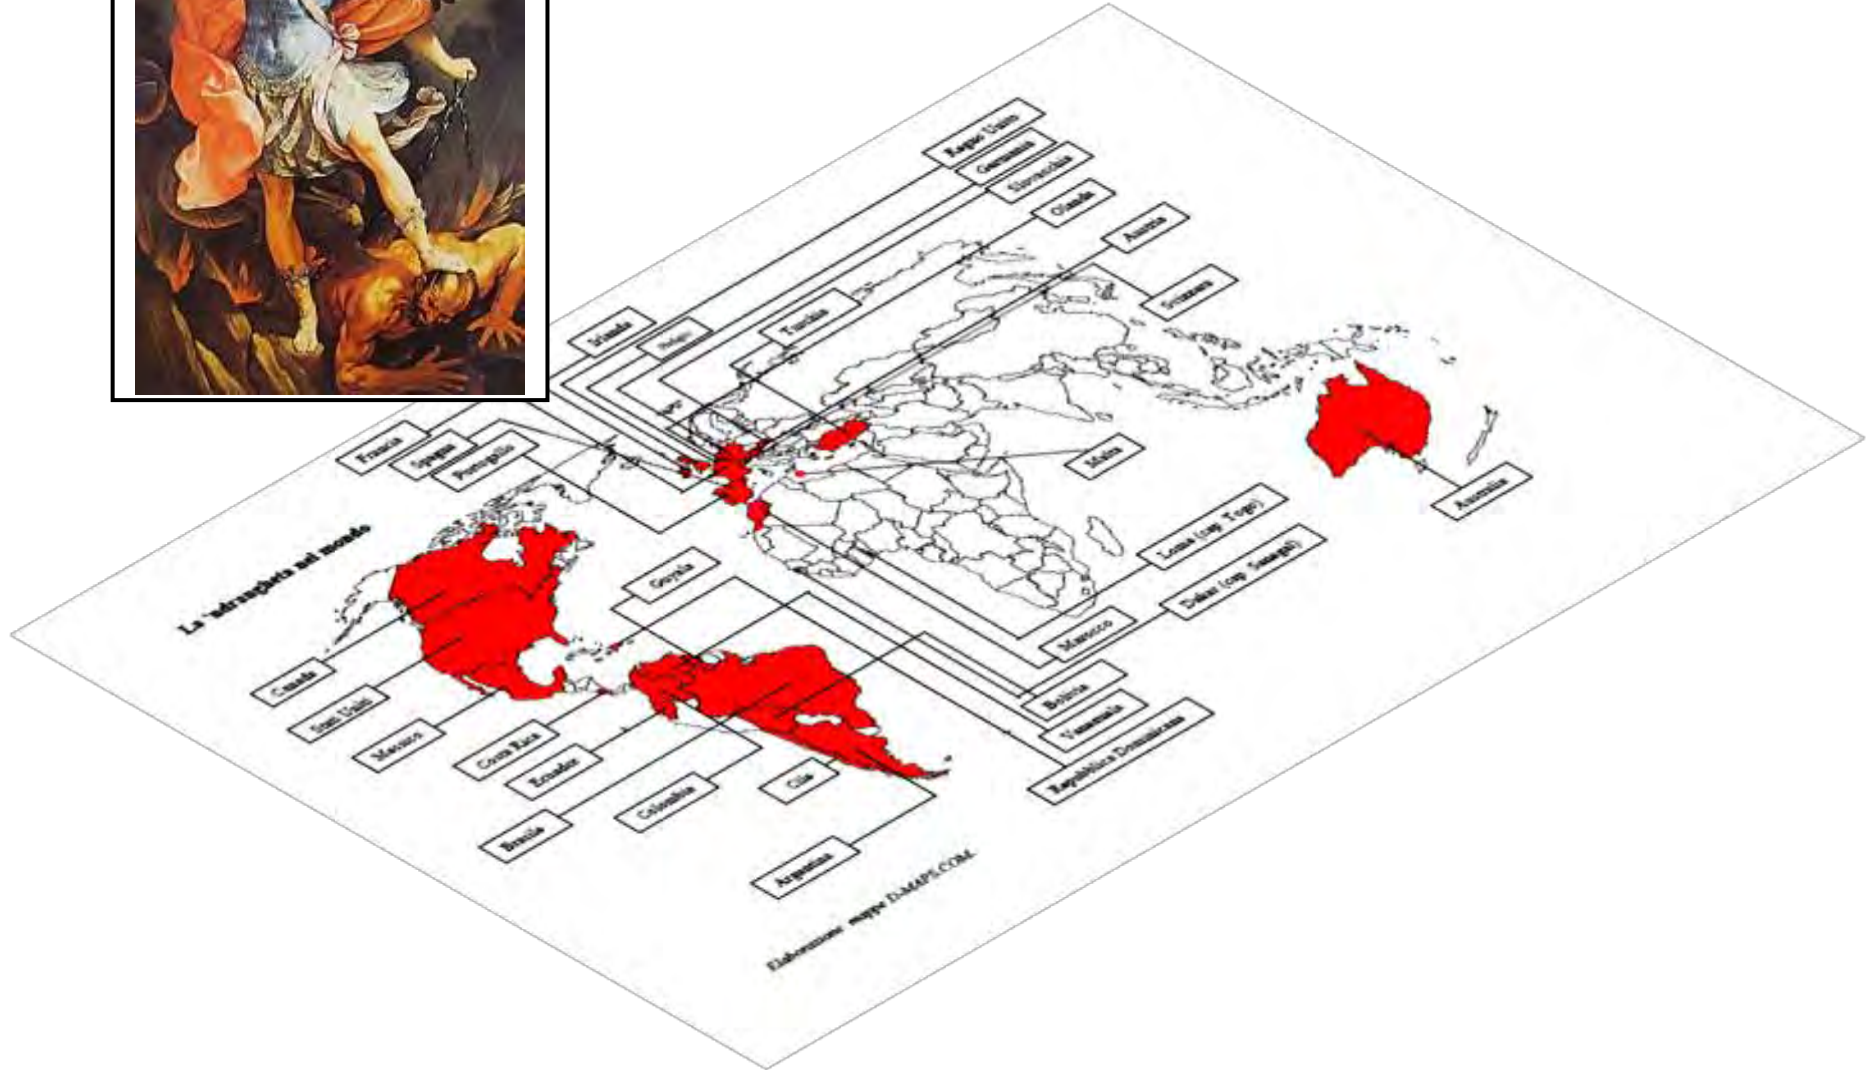 Regno Unito
Germania
Slovacchia
Olanda
Austria
Svizzera
Turchia
Irlanda
Belgio
Francia
Spagna
Portogallo
Malta
Australia
La 'ndrangheta nel mondo
Guyana
Lome (cap. Togo)
Dakar (cap. Senegal)
Marocco
Canada
Stati Uniti
Messico
Costa Rica
Ecuador
Brasile
Colombia
Cile
Argentina
Bolivia
Venezuela
Repubblica Dominicana
Elaborazione mappe D-MAPS.COM